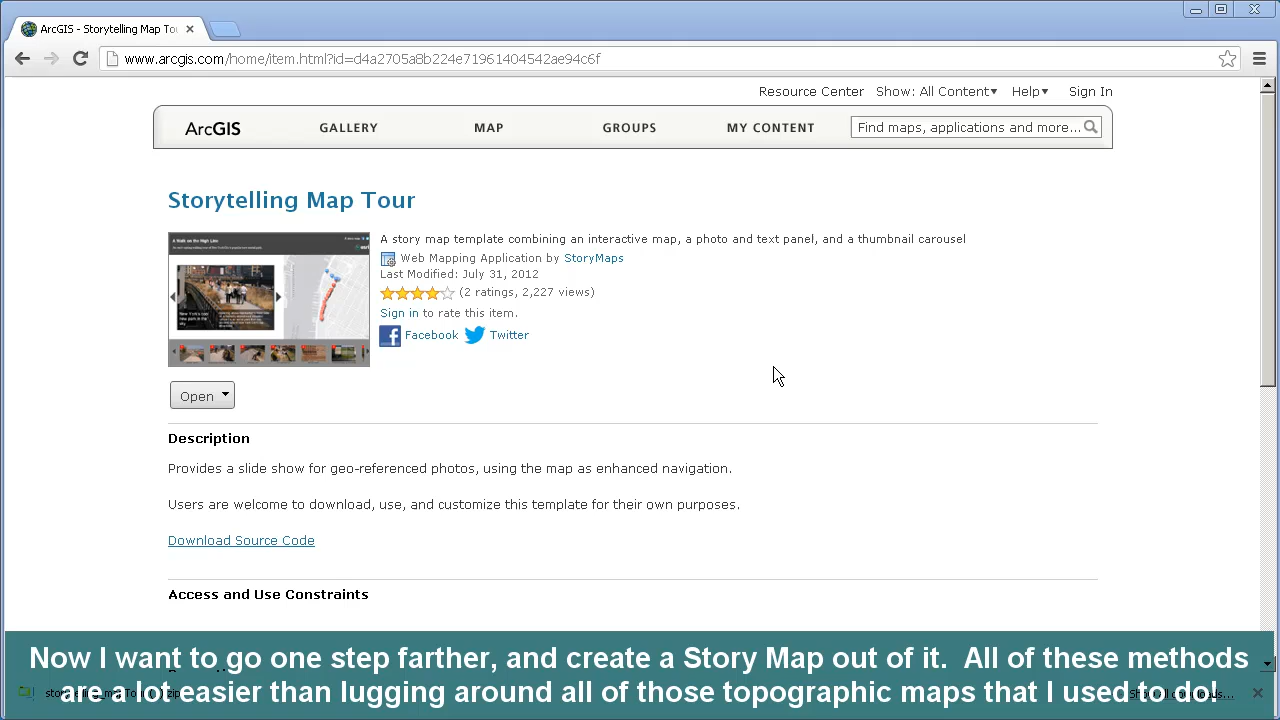 ArcGIS - Storytelling Map To
www.arcgis.com/home/item.html?id=d4a2705a8b224e71961404542ae94c6f
Resource Center Show: All Content Help Sign In
ArcGIS GALLERY MAP GROUPS MY CONTENT Find maps, applications and more...
Storytelling Map Tour
A story map combining an photo and text panel, and a
Web Mapping Application by StoryMaps
Last Modified: July 31, 2012
(2 ratings, 2,227 views)
Sign in to rate
Facebook Twitter
A Walk on the High Line
esri
Open
Description
Provides a slide show for geo-referenced photos, using the map as enhanced navigation.
Users are welcome to download, use, and customize this template for their own purposes.
Download Source Code
Access and Use Constraints
Now I want to go one step farther, and create a Story Map out of it. All of these methods
are a lot easier than lugging around all of those topographic maps that I used to do!